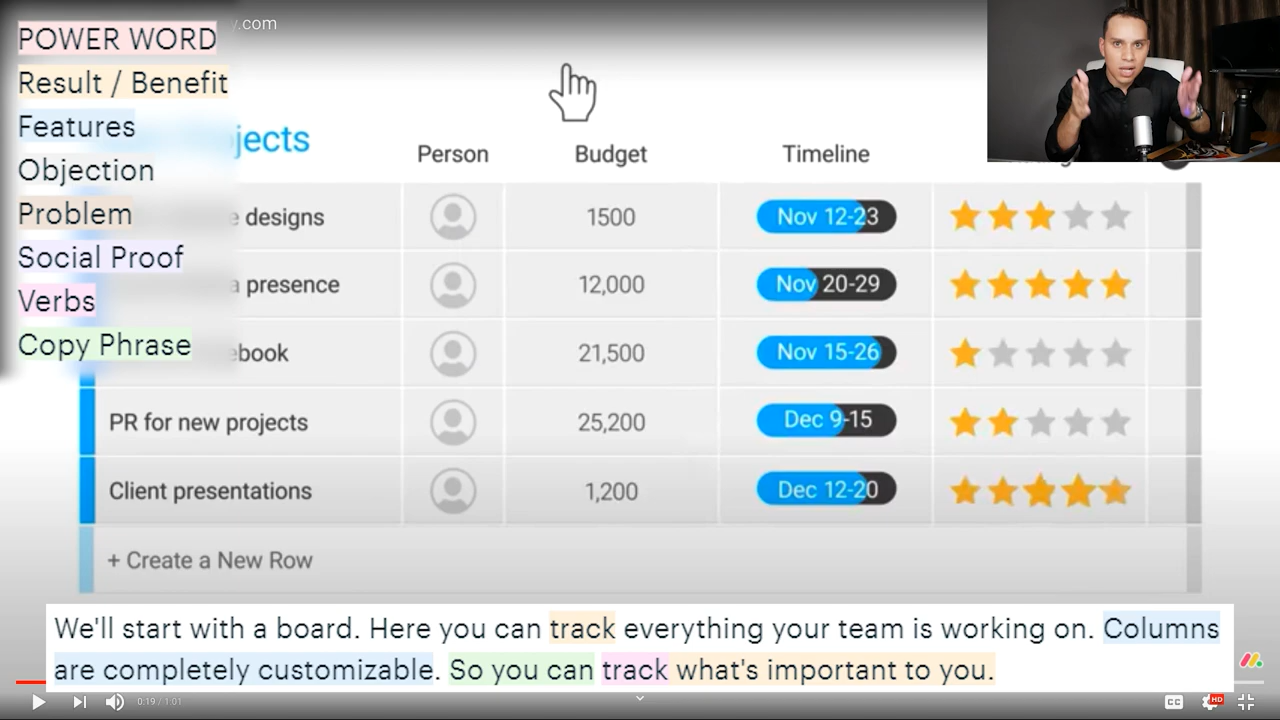 y.com
POWER WORD
Result / Benefit
Features
Objection
Problem
Social Proof
Verbs
Copy Phrase
jects
Person Budget Timeline
designs 1500 Nov 12-23
presence 12,000 Nov 20-29
ebook 21,500 Nov 15-26
PR for new projects 25,200 Dec 9-15
Client presentations 1,200 Dec 12-20
+ Create a New Row
We'll start with a board. Here you can track everything your team is working on. Columns
are completely customizable. So you can track what's important to you.
0:19 / 1:01
CC HD